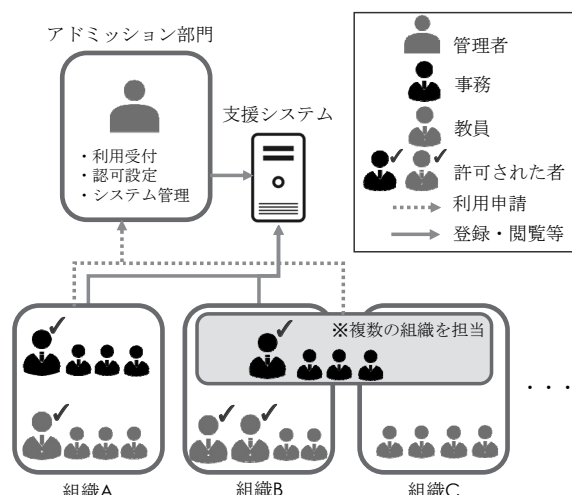 アドミッション部門
・利用受付
・認可設定
・システム管理
支援システム
管理者
事務
教員
許可された者
利用申請
登録・閲覧等
※複数の組織を担当
・・・
組織A
組織B
組織C